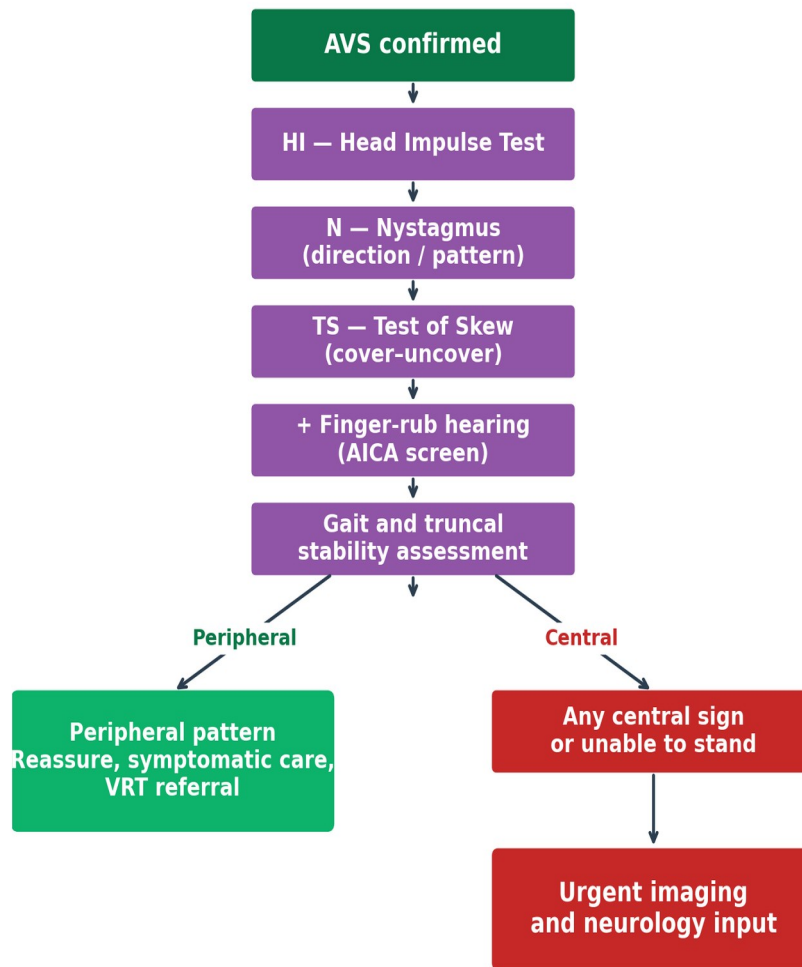 AVS confirmed
HI — Head Impulse Test
N — Nystagmus
(direction / pattern)
TS — Test of Skew
(cover–uncover)
+ Finger-rub hearing
(AICA screen)
Gait and truncal
stability assessment
Peripheral
Central
Peripheral pattern
Reassure, symptomatic care,
VRT referral
Any central sign
or unable to stand
Urgent imaging
and neurology input